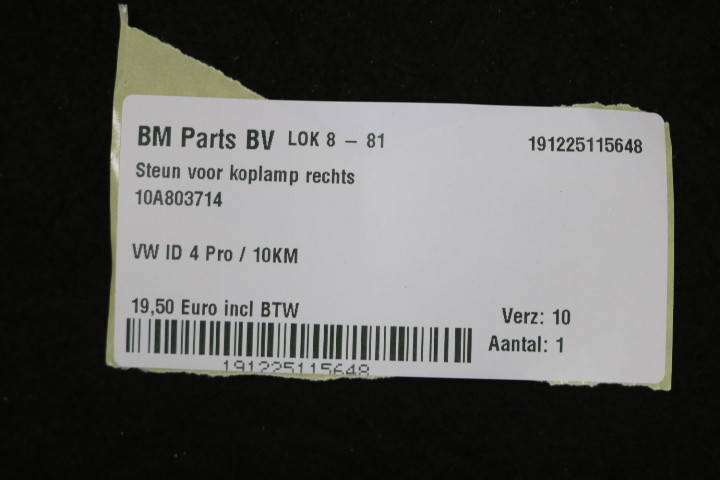 BM Parts BV LOK 8 – 81 191225115648
Steun voor koplamp rechts
10A803714
VW ID 4 Pro / 10KM
19,50 Euro incl BTW
Verz: 10
Aantal: 1
191225115648